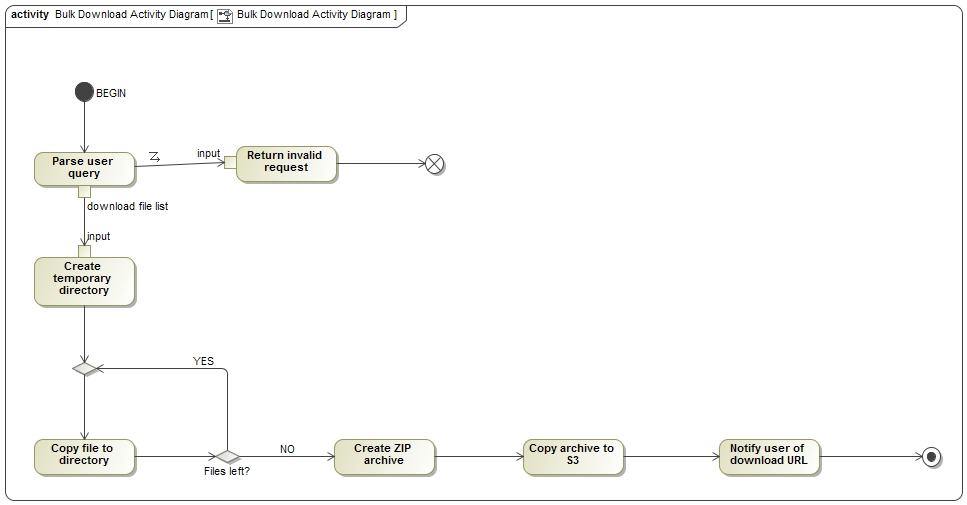 activity Bulk Download Activity Diagram[ Bulk Download Activity Diagram ]
BEGIN
Parse user
query
input
Return invalid
request
download file list
input
Create
temporary
directory
YES
Copy file to
directory
Files left?
NO
Create ZIP
archive
Copy archive to
S3
Notify user of
download URL